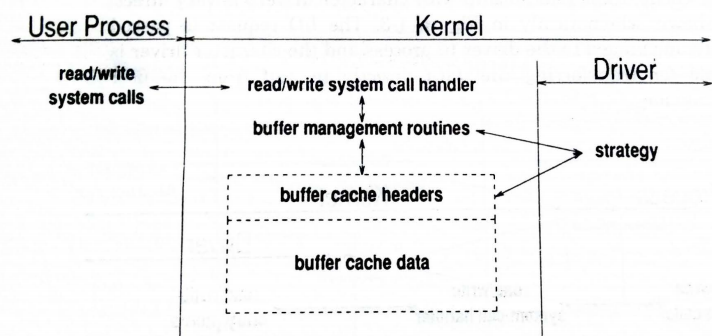 User Process
Kernel
Driver
read/write
system calls
read/write system call handler
buffer management routines
strategy
buffer cache headers
buffer cache data